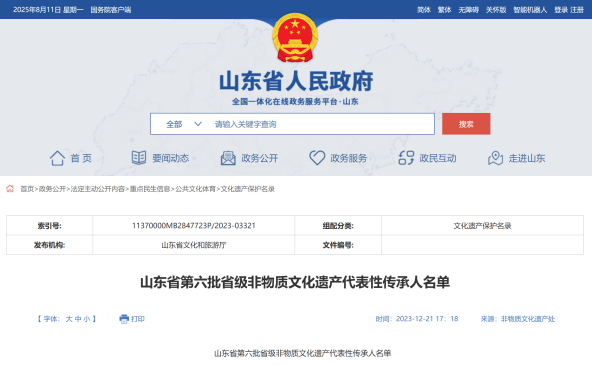 2025年8月11日 星期一 国务院客户端 简体 繁体 无障碍 关怀版 智能机器人 登录 注册
山东省人民政府
全国一体化在线政务服务平台·山东
全部 请输入关键字查询 搜索
首 页 要闻动态 政务公开 政务服务 政民互动 走进山东
首页>政务公开>法定主动公开内容>重点民生信息>公共文化体育>文化遗产保护名录
索引号: 11370000MB2847723P/2023-03321 组配分类: 文化遗产保护名录
发布机构: 山东省文化和旅游厅 文件编号:
山东省第六批省级非物质文化遗产代表性传承人名单
【 字体: 大 中 小 】 打印 时间: 2023-12-21 17: 18 来源: 非物质文化遗产处
山东省第六批省级非物质文化遗产代表性传承人名单